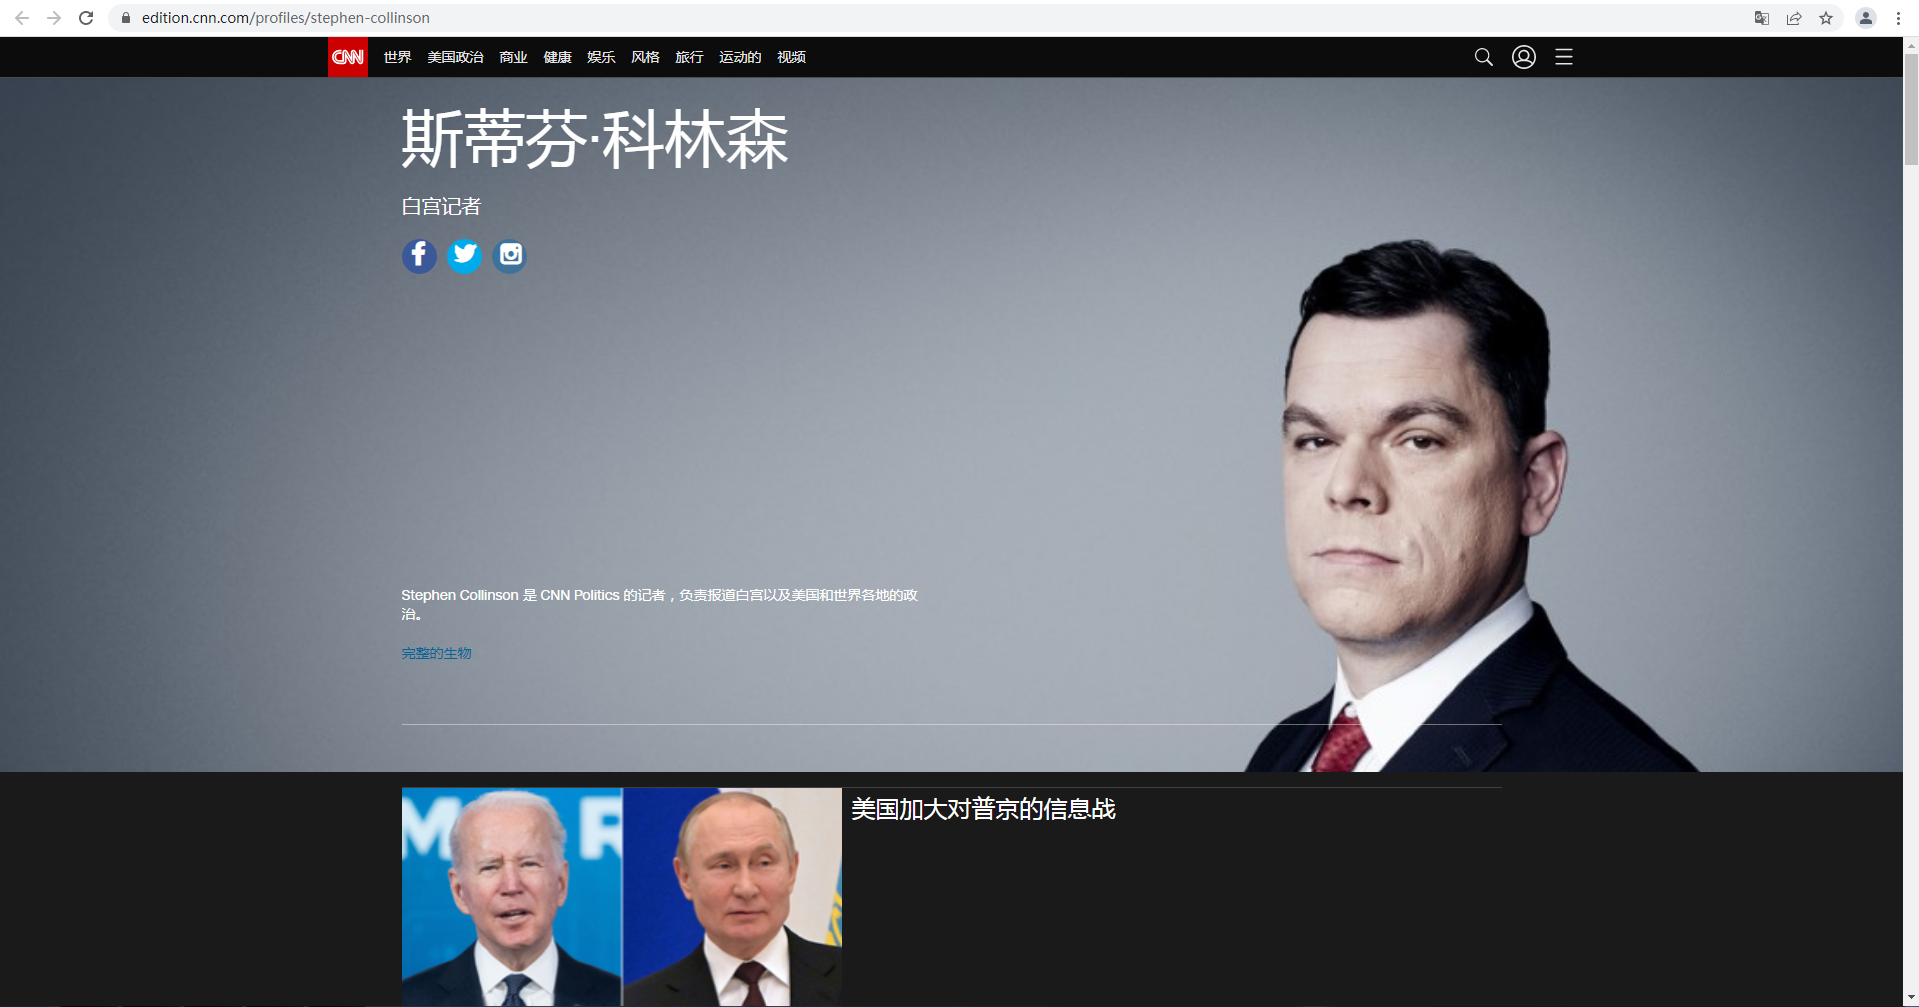 edition.cnn.com/profiles/stephen-collinson
CNN 世界 美国政治 商业 健康 娱乐 风格 旅行 运动的 视频
斯蒂芬·科林森
白宫记者
Stephen Collinson 是 CNN Politics 的记者，负责报道白宫以及美国和世界各地的政
治。
完整的生物
美国加大对普京的信息战
M R